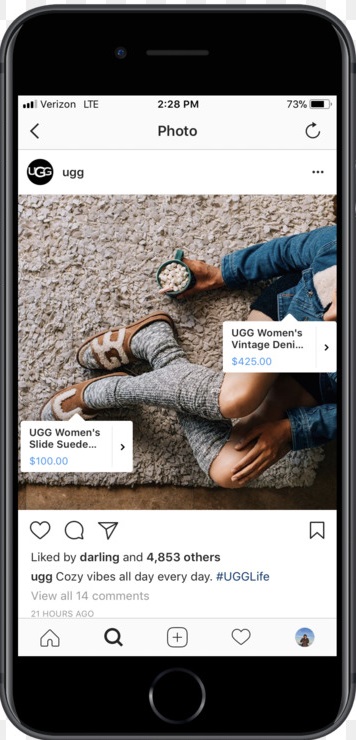 Verizon LTE 2:28 PM 73%
Photo
UGG ugg
UGG Women's
Vintage Deni...
$425.00
UGG Women's
Slide Suede...
$100.00
Liked by darling and 4,853 others
ugg Cozy vibes all day every day. #UGGLife
View all 14 comments
21 HOURS AGO